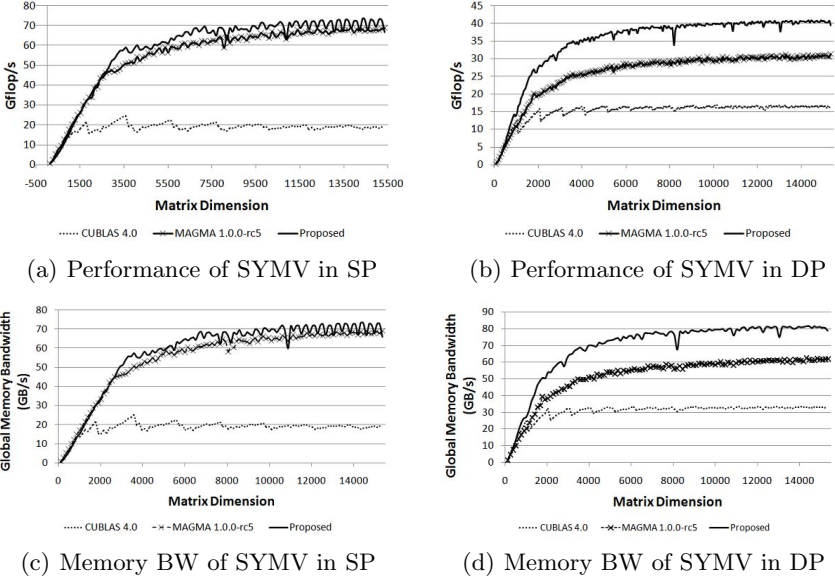 80
70
60
50
40
30
20
10
0
Gflop/s
-500 1500 3500 5500 7500 9500 11500 13500 15500
Matrix Dimension
CUBLAS 4.0 MAGMA 1.0.0-rc5 Proposed
(a) Performance of SYMV in SP
45
40
35
30
25
20
15
10
5
0
Gflop/s
0 2000 4000 6000 8000 10000 12000 14000
Matrix Dimension
CUBLAS 4.0 MAGMA 1.0.0-rc5 Proposed
(b) Performance of SYMV in DP
80
70
60
50
40
30
20
10
0
Global Memory Bandwidth
(GB/s)
0 2000 4000 6000 8000 10000 12000 14000
Matrix Dimension
CUBLAS 4.0 MAGMA 1.0.0-rc5 Proposed
(c) Memory BW of SYMV in SP
90
80
70
60
50
40
30
20
10
0
Global Memory Bandwidth
(GB/s)
0 2000 4000 6000 8000 10000 12000 14000
Matrix Dimension
CUBLAS 4.0 MAGMA 1.0.0-rc5 Proposed
(d) Memory BW of SYMV in DP